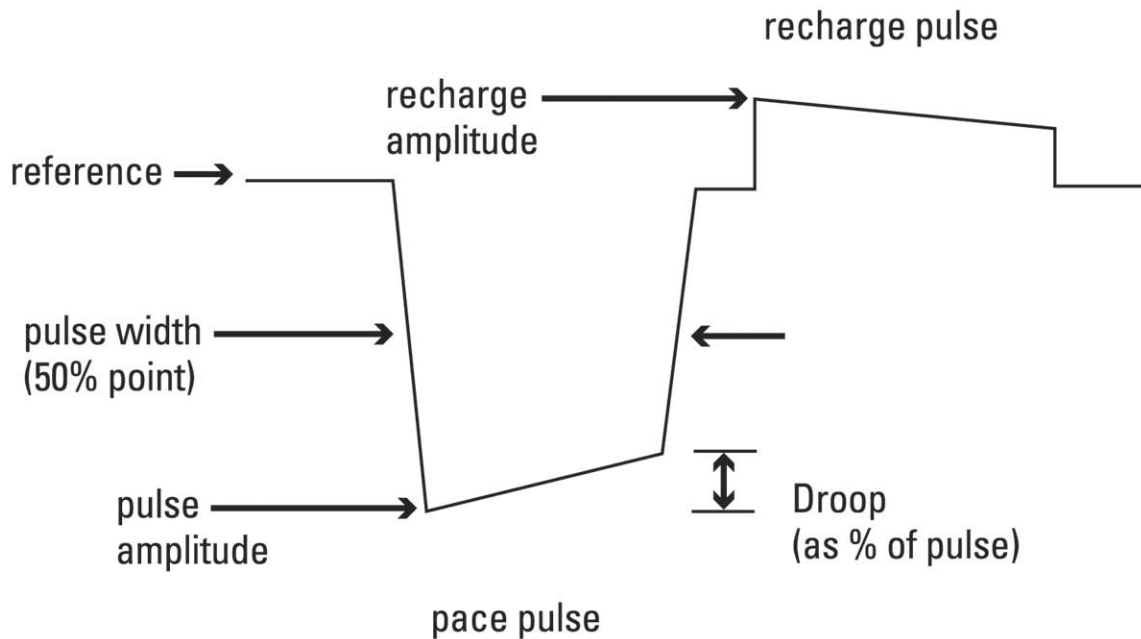 recharge pulse
recharge
amplitude
reference
pulse width
(50% point)
pulse
amplitude
Droop
(as % of pulse)
pace pulse